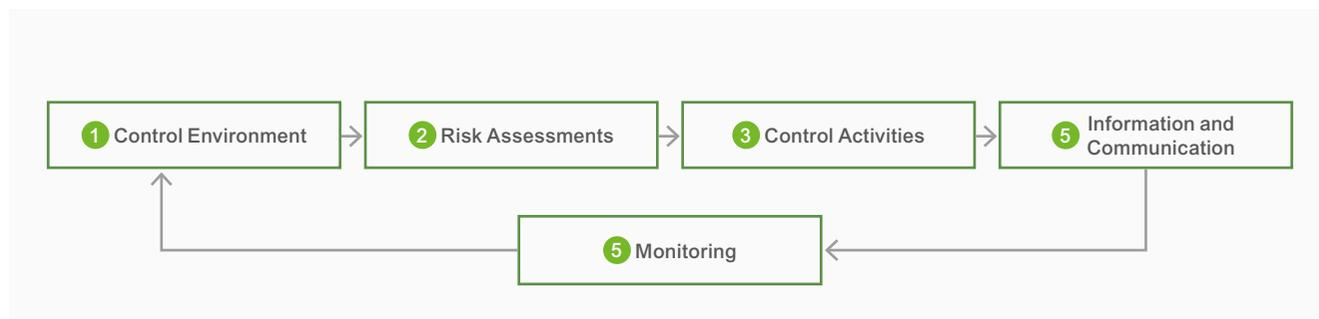 1 Control Environment
2 Risk Assessments
3 Control Activities
5 Information and
Communication
5 Monitoring